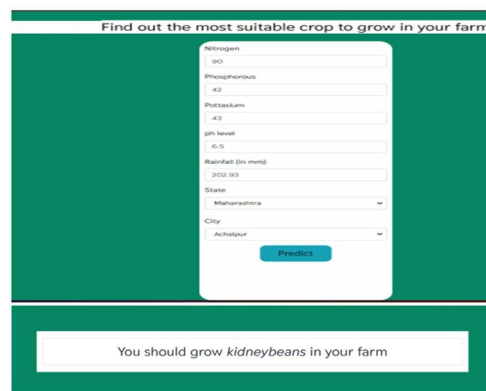 Find out the most suitable crop to grow in your farm
Nitrogen
90
Phosphorous
42
Pottasium
43
ph level
6.5
Rainfall (in mm)
202.93
State
Maharashtra
City
Achalpur
Predict
You should grow kidneybeans in your farm